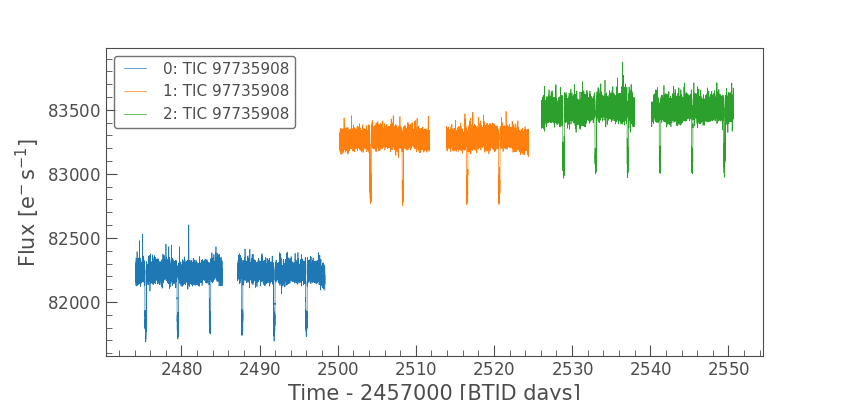 0: TIC 97735908
1: TIC 97735908
2: TIC 97735908
83500
83000
82500
82000
Flux [e⁻ s⁻¹]
2480 2490 2500 2510 2520 2530 2540 2550
Time - 2457000 [BTJD days]